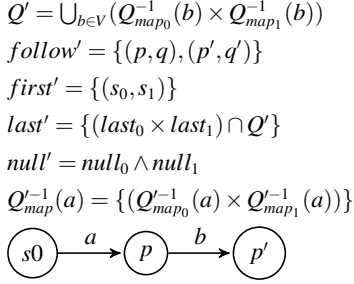 Q′ = ⋃_{b∈V}(Q^{-1}_{map_0}(b) × Q^{-1}_{map_1}(b))
follow′ = {(p,q),(p′,q′)}
first′ = {(s_0,s_1)}
last′ = {(last_0 × last_1) ∩ Q′}
null′ = null_0 ∧ null_1
Q′^{-1}_{map}(a) = {(Q′^{-1}_{map_0}(a) × Q′^{-1}_{map_1}(a))}
s0 a p b p′